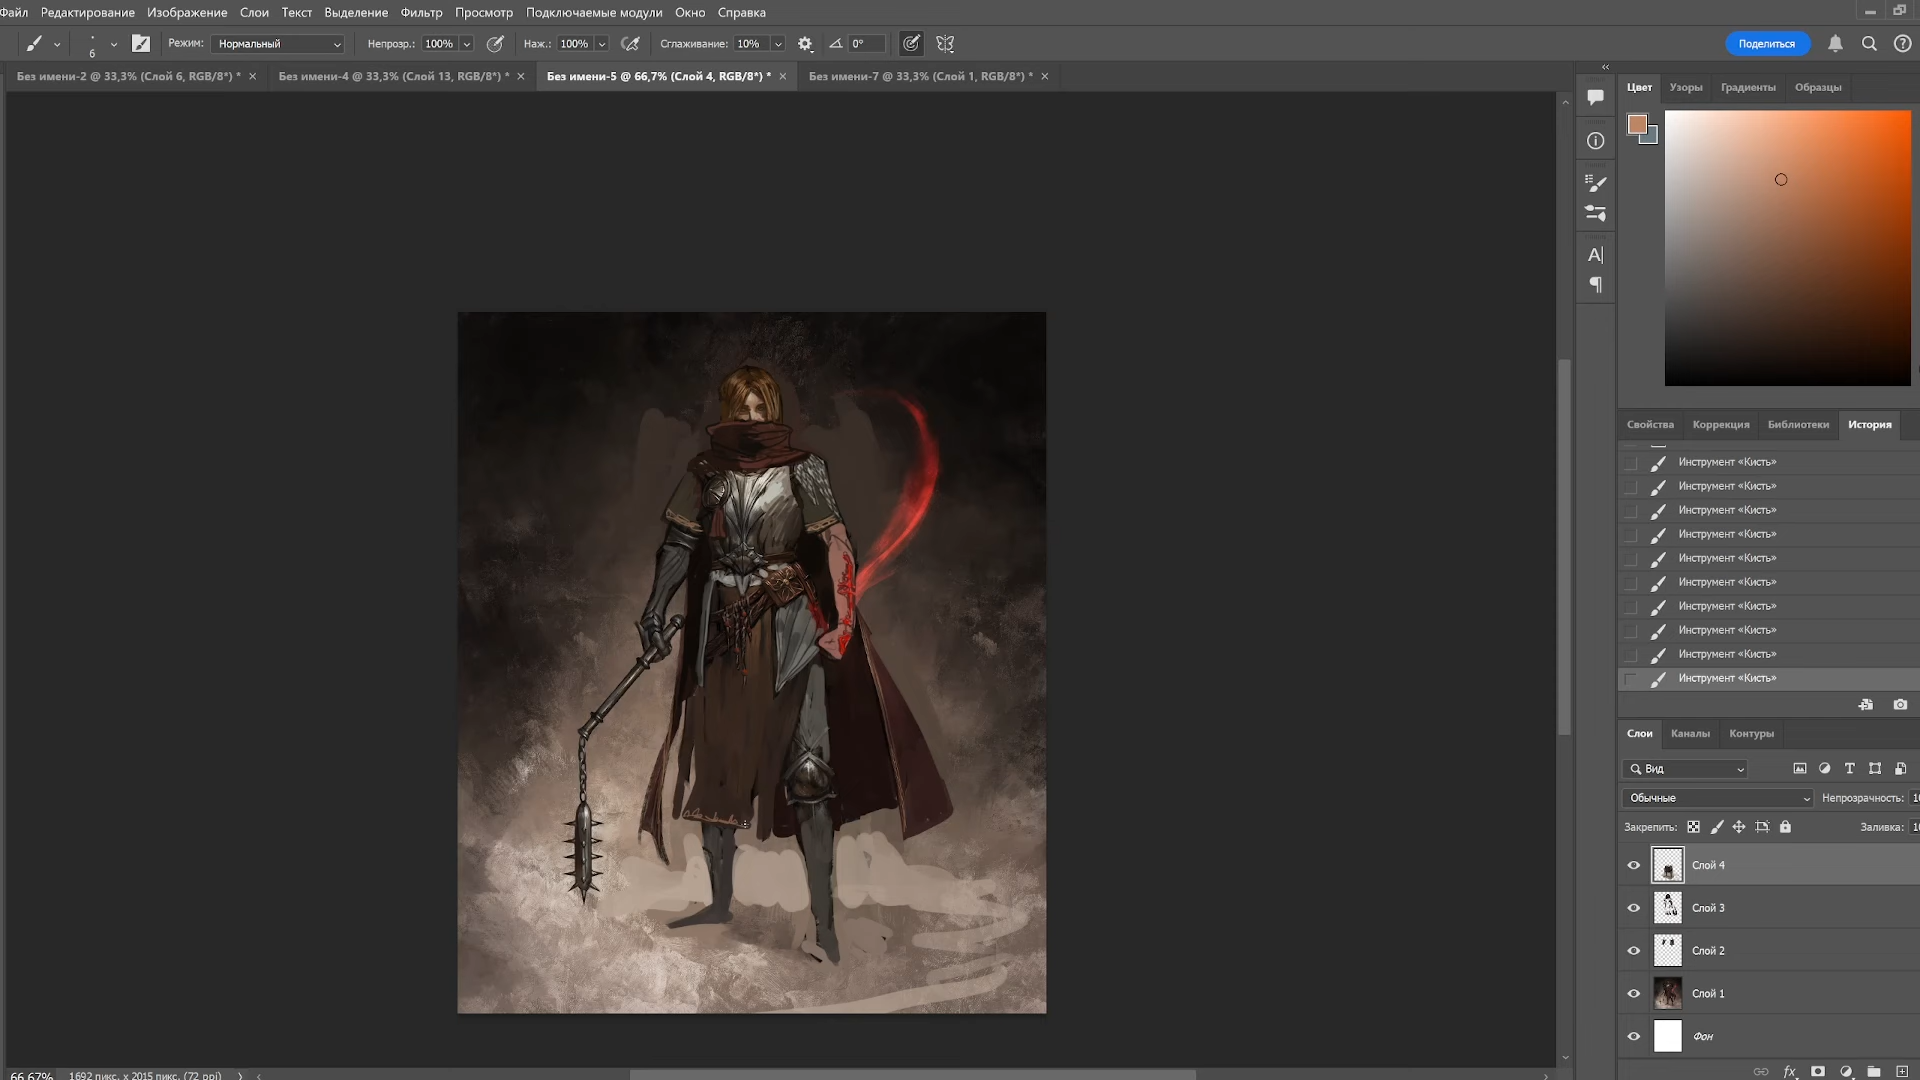 Файл Редактирование Изображение Слои Текст Выделение Фильтр Просмотр Подключаемые модули Окно Справка
6 Режим: Нормальный Непрозр.: 100% Наж.: 100% Сглаживание: 10% 0° Поделиться
Без имени-2 @ 33,3% (Слой 6, RGB/8*) * Без имени-4 @ 33,3% (Слой 13, RGB/8*) * Без имени-5 @ 66,7% (Слой 4, RGB/8*) * Без имени-7 @ 33,3% (Слой 1, RGB/8*) *
Цвет Узоры Градиенты Образцы
Свойства Коррекция Библиотеки История
Инструмент «Кисть»
Инструмент «Кисть»
Инструмент «Кисть»
Инструмент «Кисть»
Инструмент «Кисть»
Инструмент «Кисть»
Инструмент «Кисть»
Инструмент «Кисть»
Инструмент «Кисть»
Инструмент «Кисть»
Слои Каналы Контуры
Вид
Обычные Непрозрачность: 10
Закрепить: Заливка: 10
Слой 4
Слой 3
Слой 2
Слой 1
Фон
66,67% 1692 пикс. x 2015 пикс. (72 ppi)